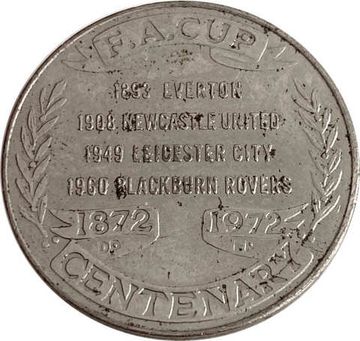 F.A. CUP
1893 EVERTON
1908 NEWCASTLE UNITED
1949 LEICESTER CITY
1960 BLACKBURN ROVERS
1872 1972
CENTENARY